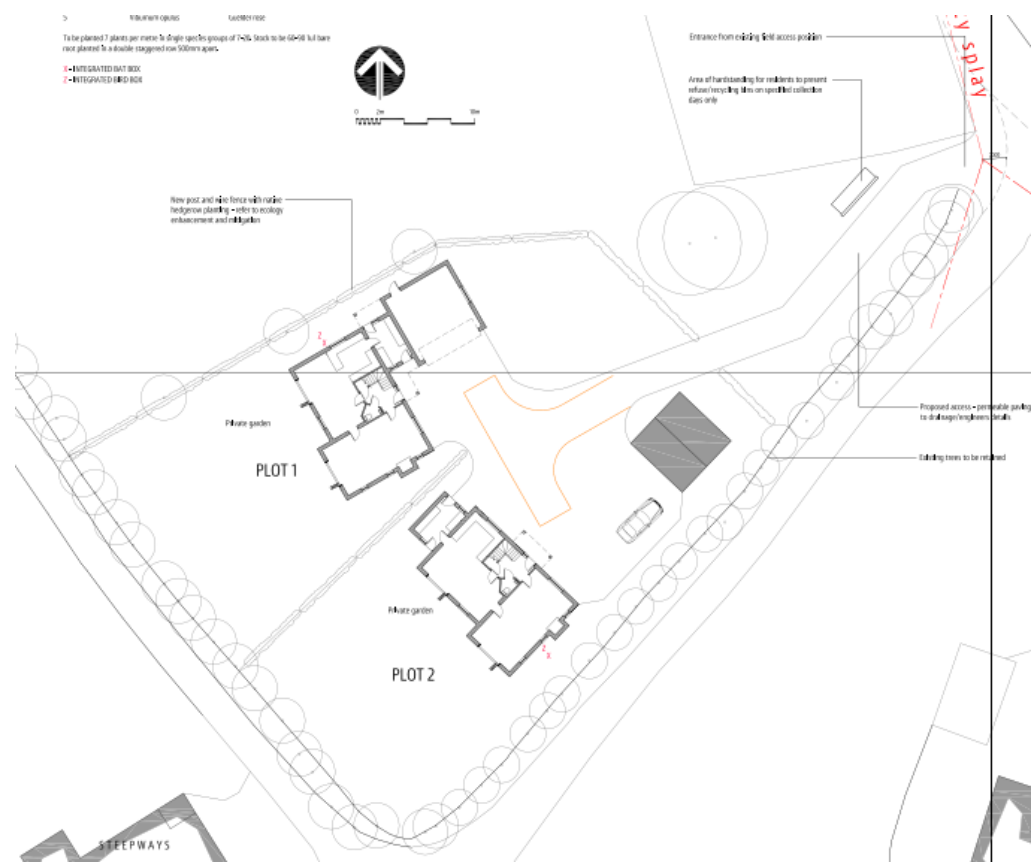 5 Viburnum opulus Guelder rose
To be planted 7 plants per metre in single species groups of 7-20. Stock to be 60-90 full bare
root planted in a double staggered row 500mm apart.
X - INTEGRATED BAT BOX
Z - INTEGRATED BIRD BOX
0 2m 10m
Entrance from existing field access position
y splay
Area of hardstanding for residents to present
refuse/recycling bins on specified collection
days only
New post and wire fence with native
hedgerow planting - refer to ecology
enhancement and mitigation
Z
X
Private garden
PLOT 1
Proposed access - permeable paving
to drainage/engineers details
Existing trees to be retained
Private garden
Z
X
PLOT 2
STEEPWAYS